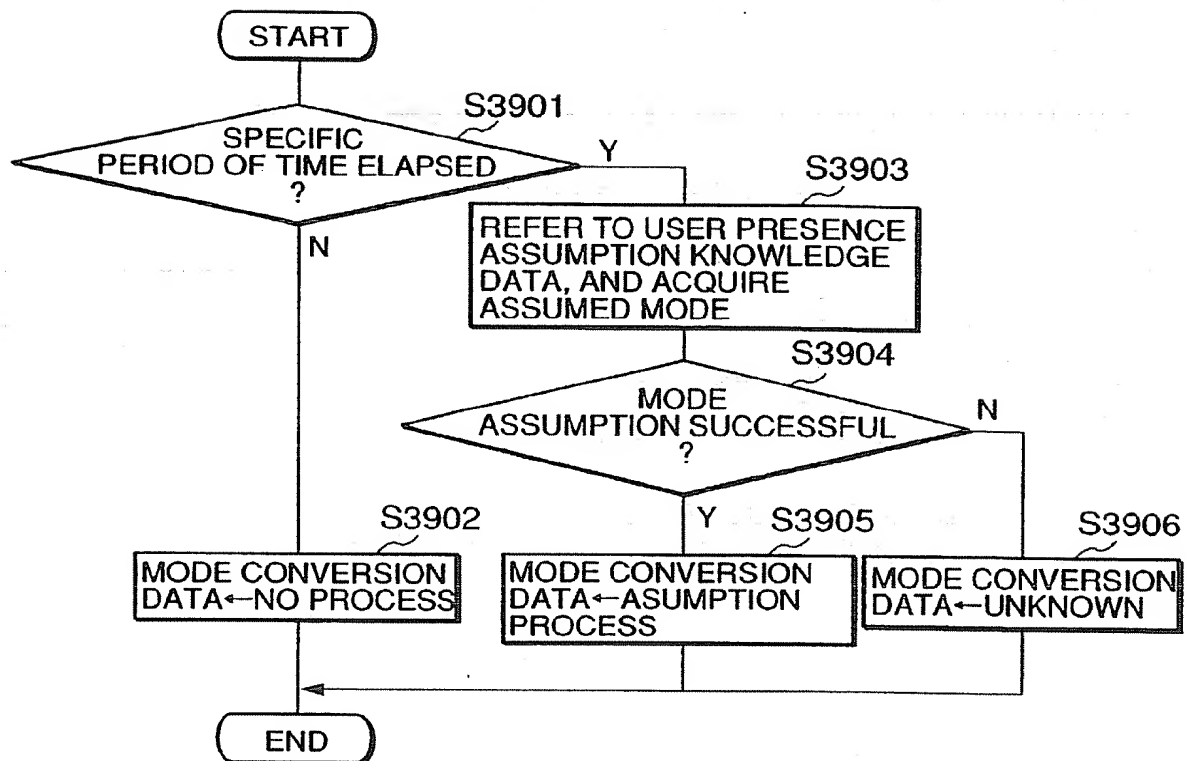 START
S3901
SPECIFIC
PERIOD OF TIME ELAPSED
?
Y
N
S3903
REFER TO USER PRESENCE
ASSUMPTION KNOWLEDGE
DATA, AND ACQUIRE
ASSUMED MODE
S3904
MODE
ASSUMPTION SUCCESSFUL
?
N
Y
S3902
MODE CONVERSION
DATA←NO PROCESS
S3905
MODE CONVERSION
DATA←ASUMPTION
PROCESS
S3906
MODE CONVERSION
DATA←UNKNOWN
END